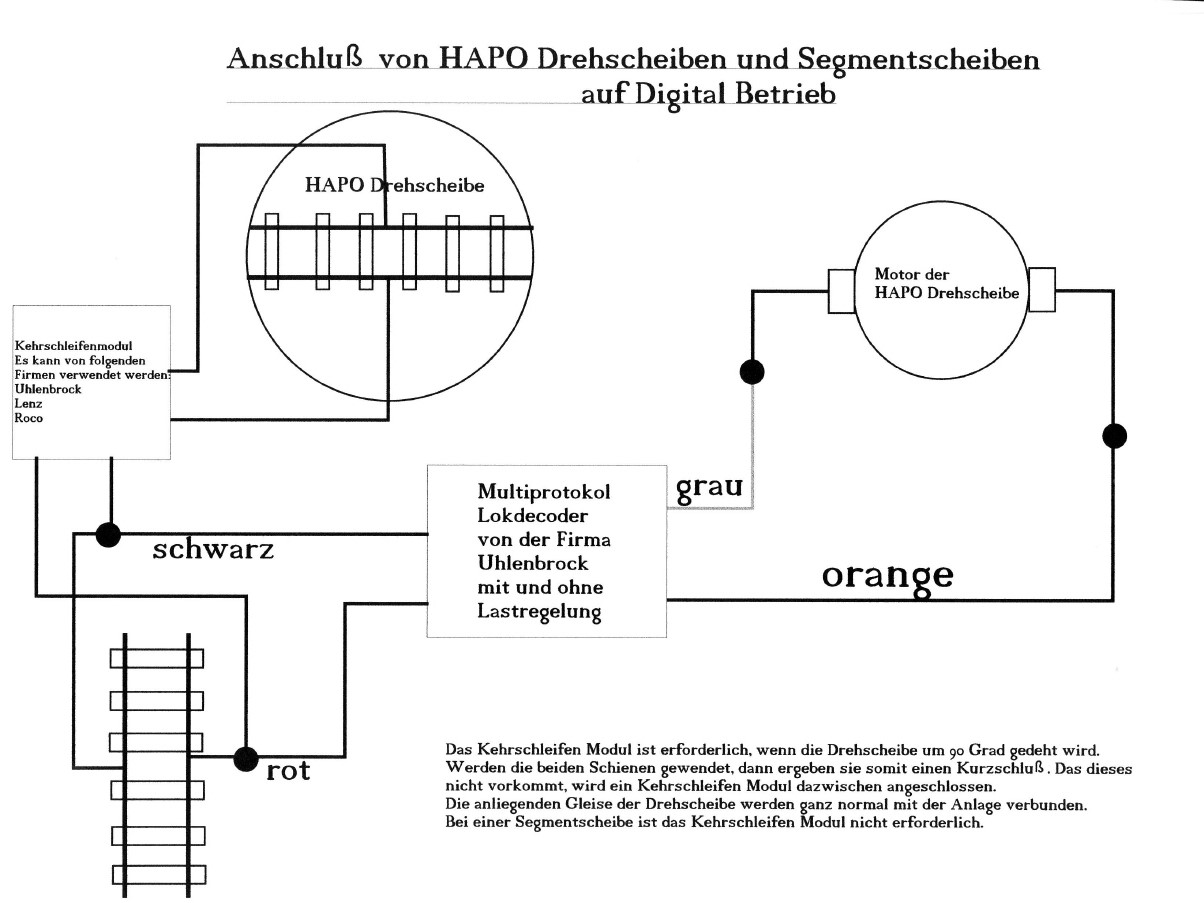 Anschluß von HAPO Drehscheiben und Segmentscheiben
auf Digital Betrieb
HAPO Drehscheibe
Motor der
HAPO Drehscheibe
Kehrschleifenmodul
Es kann von folgenden
Firmen verwendet werden:
Uhlenbrock
Lenz
Roco
Multiprotokol
Lokdecoder
von der Firma
Uhlenbrock
mit und ohne
Lastregelung
grau
schwarz
orange
rot
Das Kehrschleifen Modul ist erforderlich, wenn die Drehscheibe um 90 Grad gedeht wird.
Werden die beiden Schienen gewendet, dann ergeben sie somit einen Kurzschluß. Das dieses
nicht vorkommt, wird ein Kehrschleifen Modul dazwischen angeschlossen.
Die anliegenden Gleise der Drehscheibe werden ganz normal mit der Anlage verbunden.
Bei einer Segmentscheibe ist das Kehrschleifen Modul nicht erforderlich.